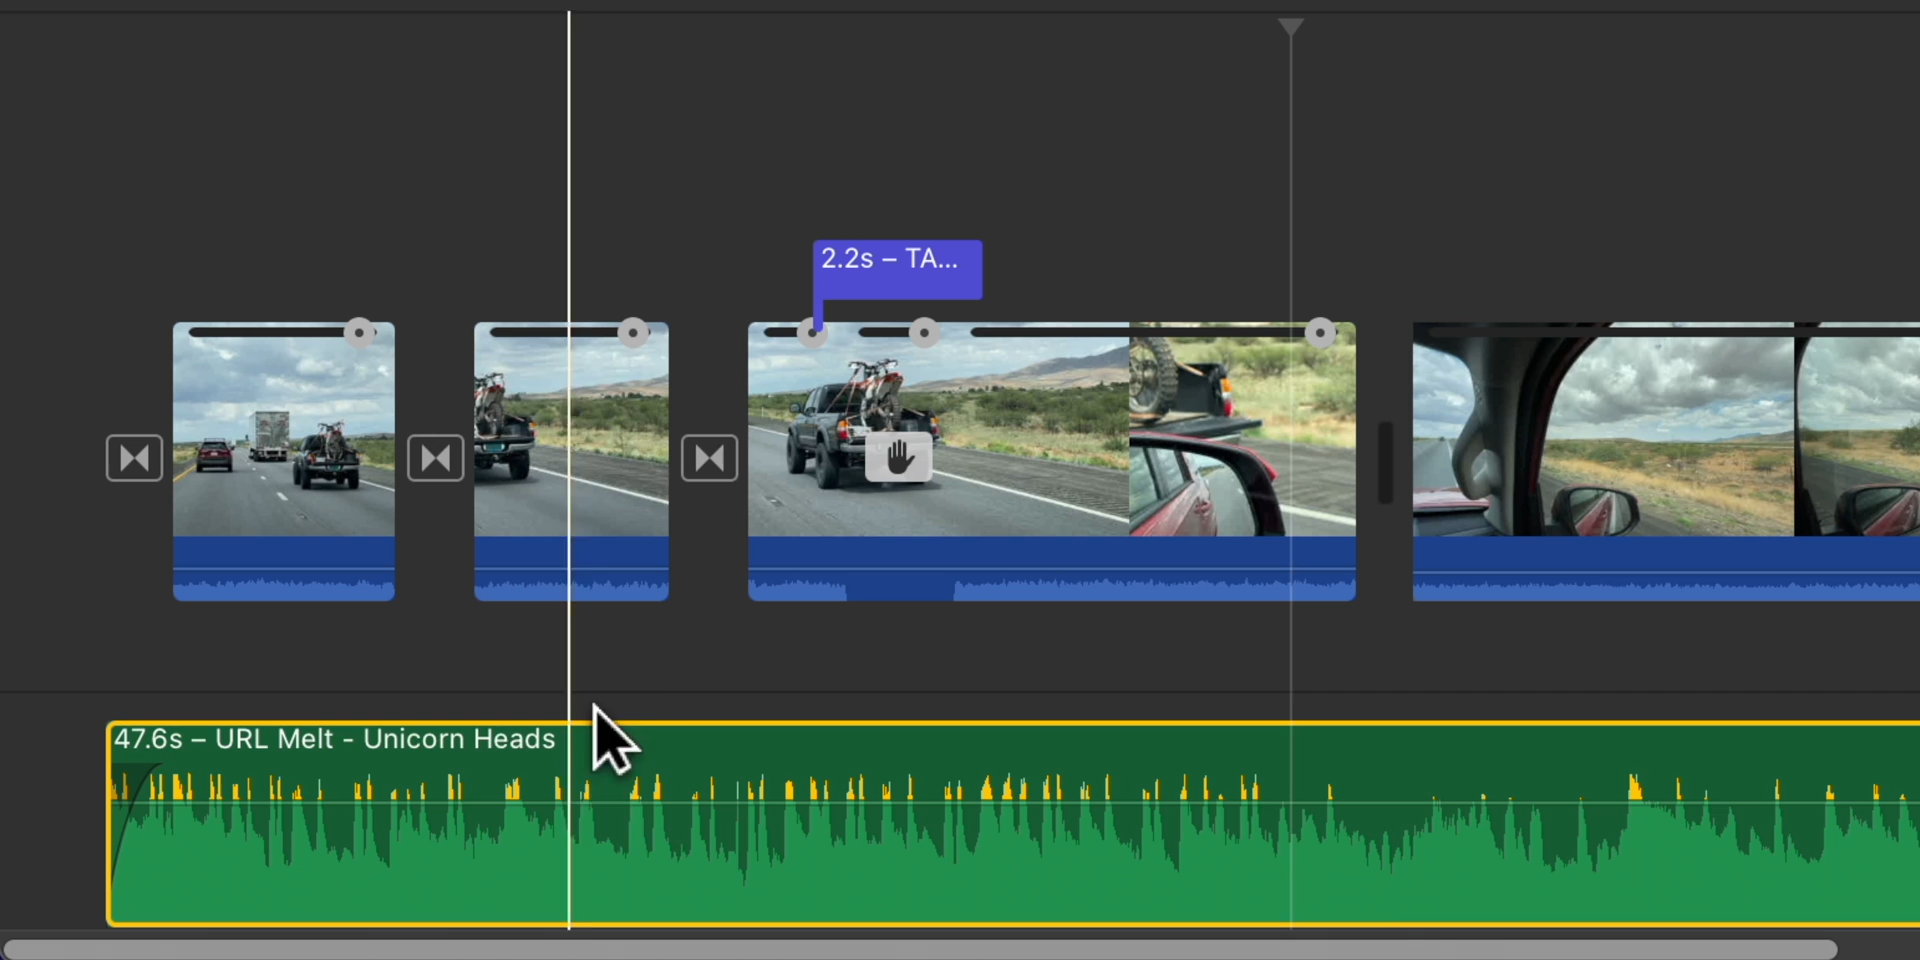 2.2s – TA...
47.6s – URL Melt - Unicorn Heads